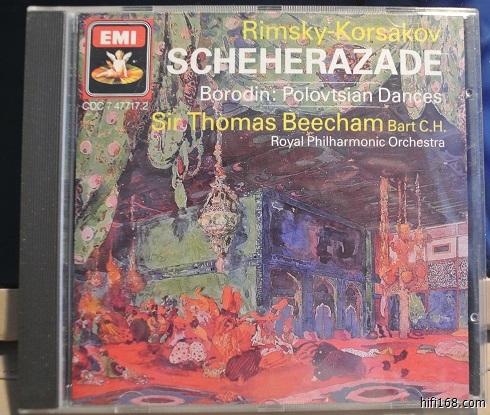 EMI
CDC 7 47717 2
Rimsky-Korsakov
SCHEHERAZADE
Borodin: Polovtsian Dances
Sir Thomas Beecham Bart C.H.
Royal Philharmonic Orchestra
hifi168.com